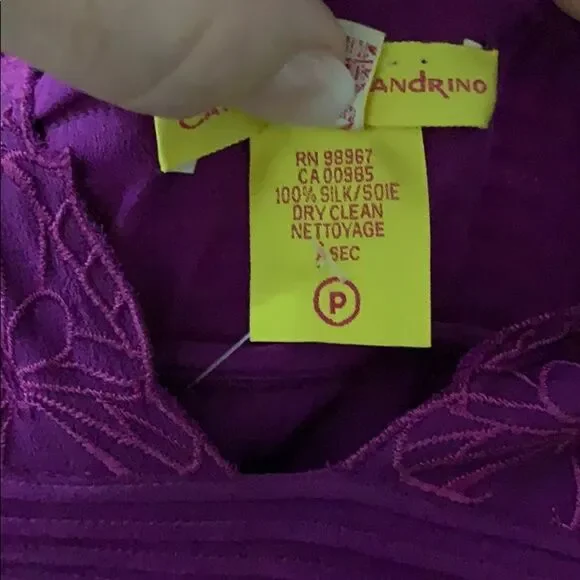 ANDRINO
RN 98967
CA 00985
100% SILK/SOIE
DRY CLEAN
NETTOYAGE
A SEC
P